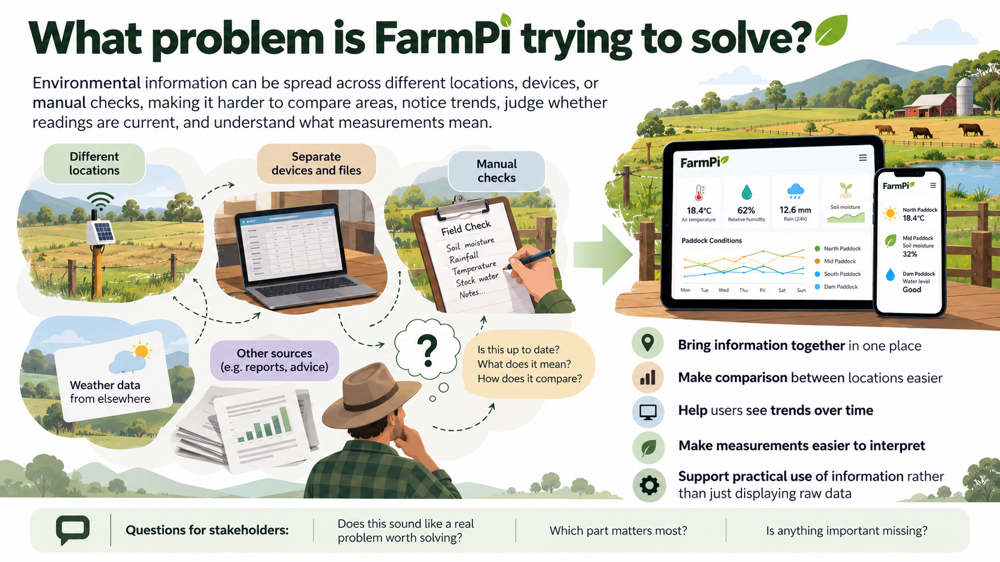 What problem is FarmPi trying to solve?
Environmental information can be spread across different locations, devices, or
manual checks, making it harder to compare areas, notice trends, judge whether
readings are current, and understand what measurements mean.
Different
locations
Separate
devices and files
Manual
checks
Field Check
Soil moisture
Rainfall
Temperature
Stock water
Notes...
Weather data
from elsewhere
Other sources
(e.g. reports, advice)
?
Is this up to date?
What does it mean?
How does it compare?
FarmPi
18.4°C
Air temperature
62%
Relative humidity
12.6 mm
Rain (24h)
Soil moisture
Paddock Conditions
North Paddock
Mid Paddock
South Paddock
Dam Paddock
Mon Tue Wed Thu Fri Sat Sun
FarmPi
North Paddock
18.4°C
Mid Paddock
Soil moisture
32%
Dam Paddock
Water level
Good
Bring information together in one place
Make comparison between locations easier
Help users see trends over time
Make measurements easier to interpret
Support practical use of information rather
than just displaying raw data
Questions for stakeholders:
Does this sound like a real
problem worth solving?
Which part matters most?
Is anything important missing?